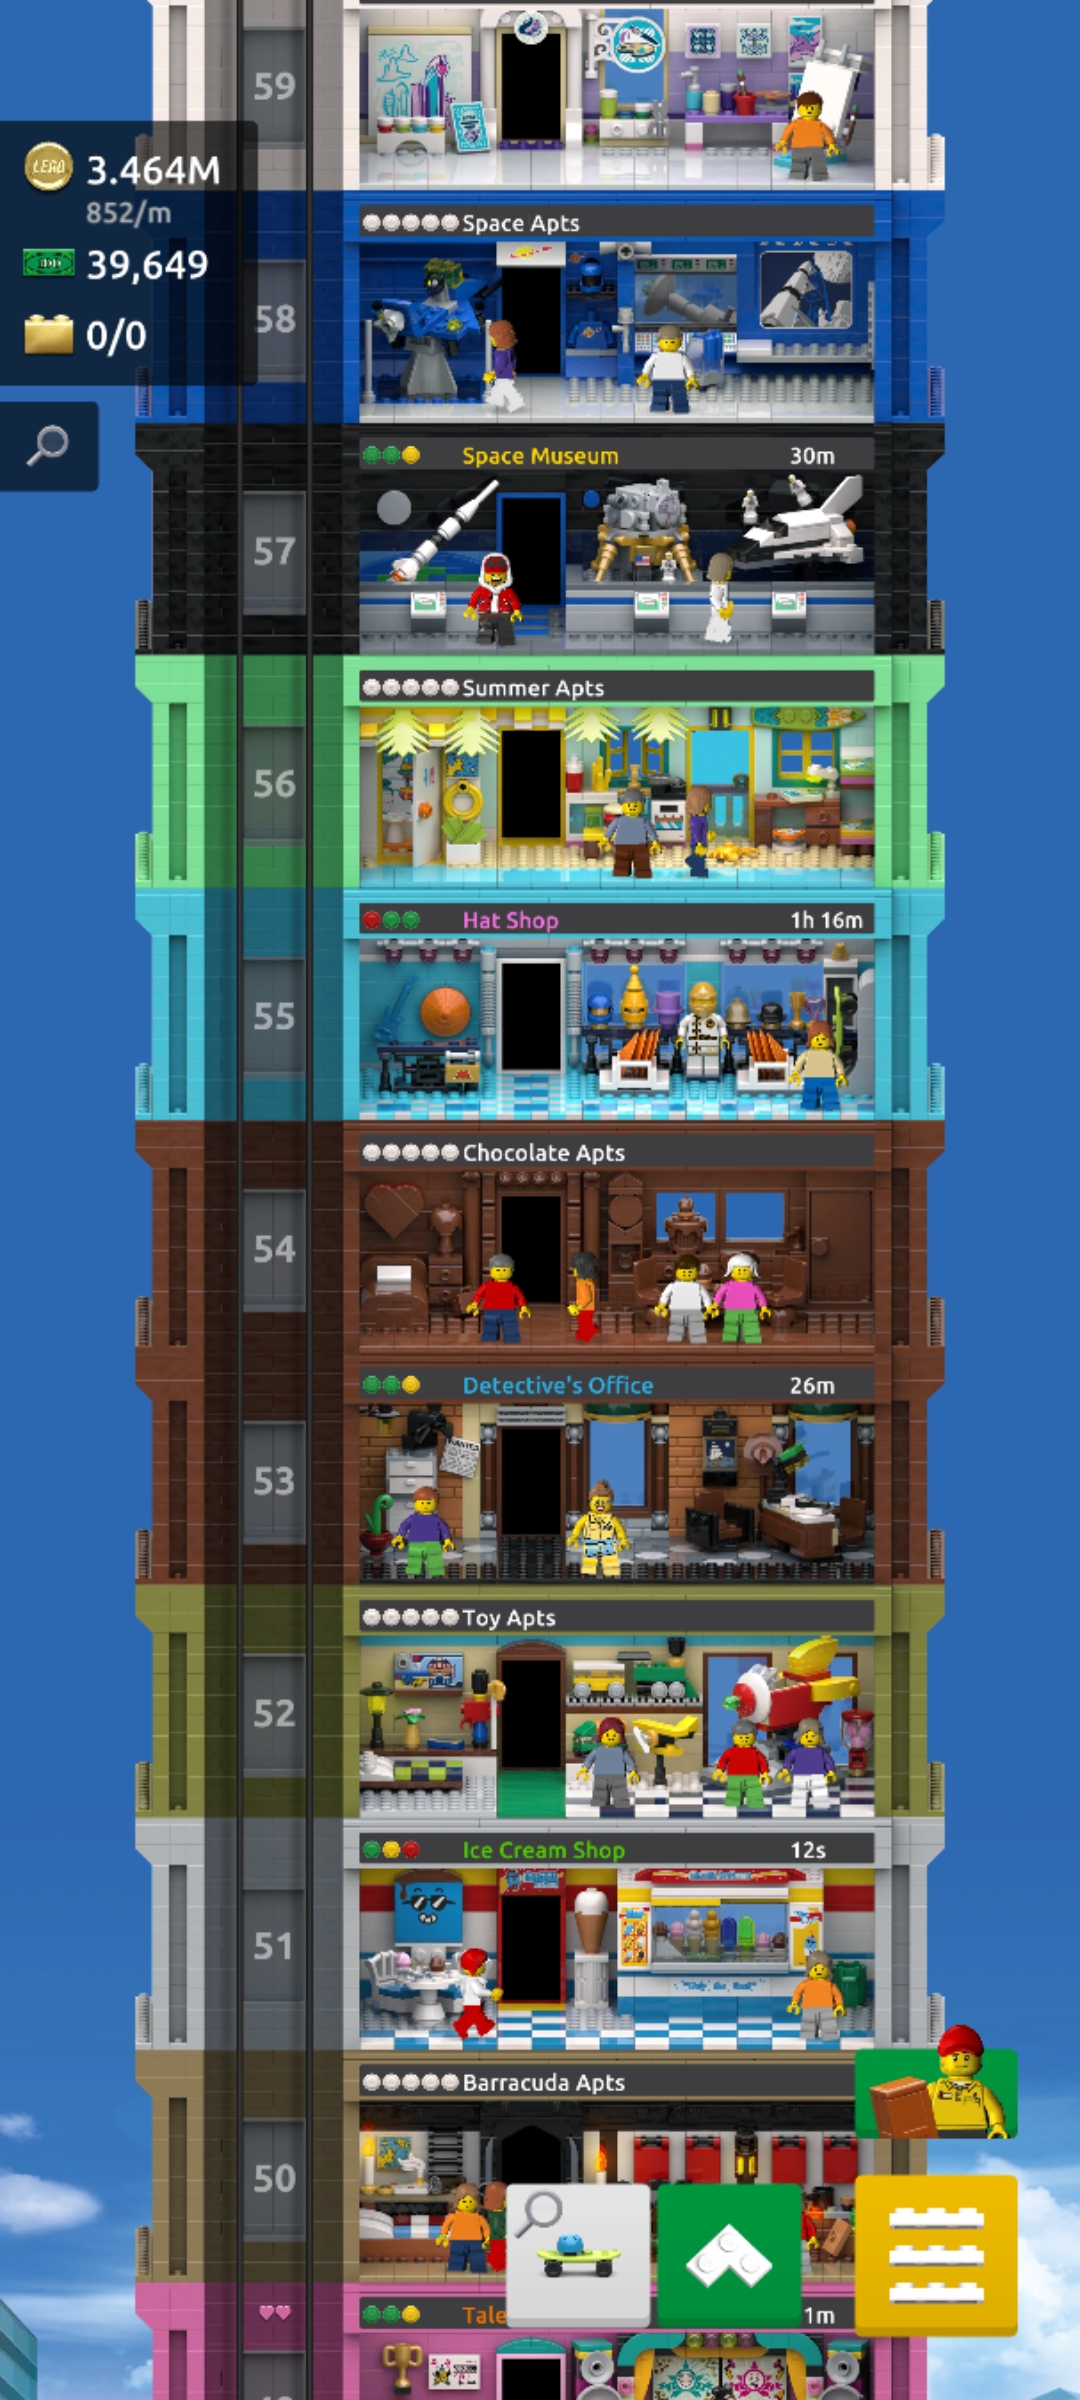 59
LEGO
3.464M
852/m
39,649
0/0
Space Apts
58
Space Museum 30m
57
Summer Apts
56
Hat Shop 1h 16m
55
Chocolate Apts
54
Detective's Office 26m
53
Toy Apts
52
Ice Cream Shop 12s
51
Barracuda Apts
50
Tale
1m